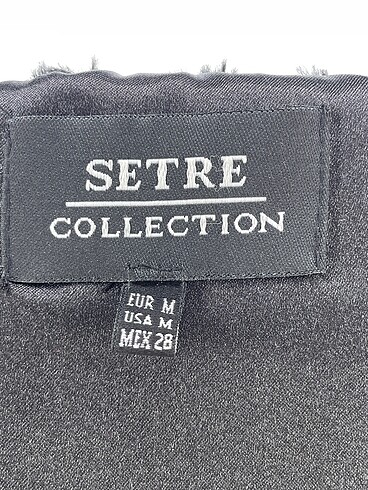 SETRE
COLLECTION
EUR M
USA M
MEX 28